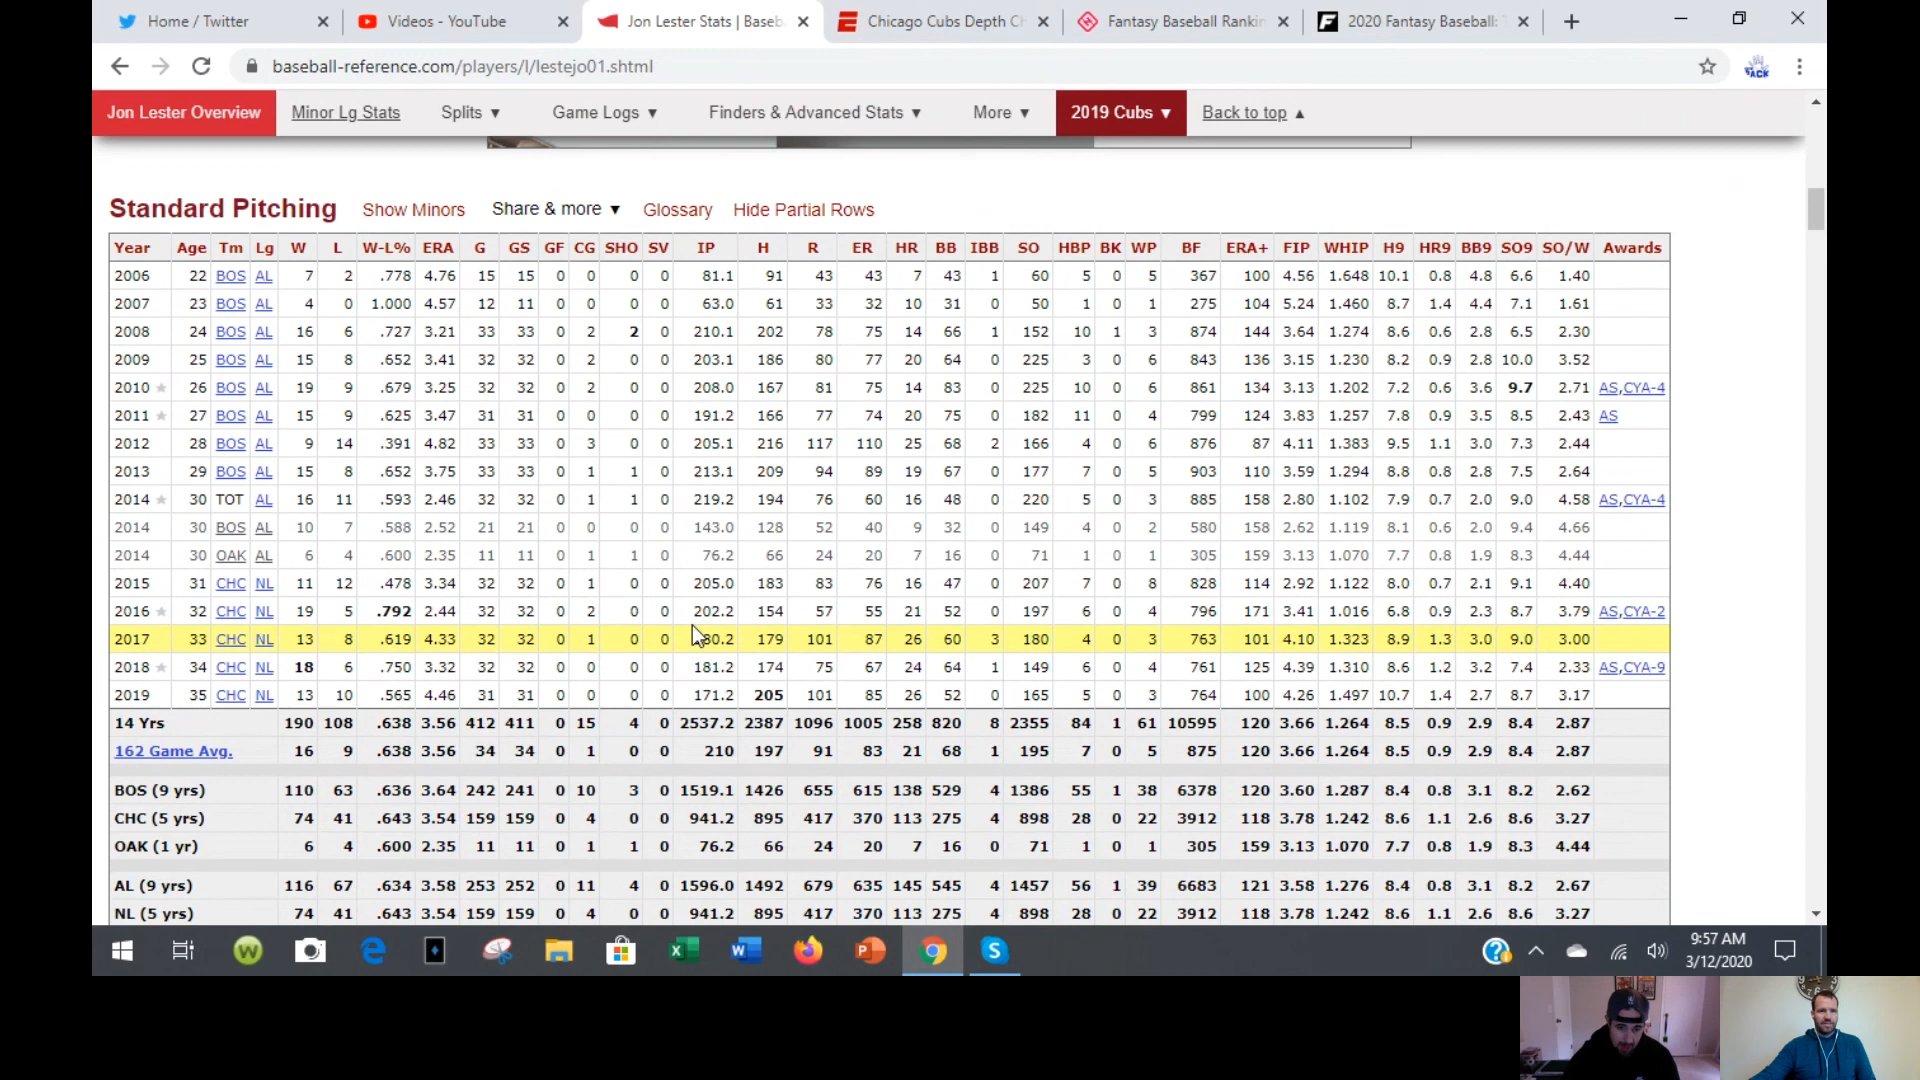 Home / Twitter Videos - YouTube Jon Lester Stats | Baseb Chicago Cubs Depth Ch Fantasy Baseball Rankin 2020 Fantasy Baseball: T
baseball-reference.com/players/l/lestejo01.shtml
Jon Lester Overview Minor Lg Stats Splits ▼ Game Logs ▼ Finders & Advanced Stats ▼ More ▼ 2019 Cubs ▼ Back to top ▲
Standard Pitching Show Minors Share & more ▼ Glossary Hide Partial Rows
Year Age Tm Lg W L W-L% ERA G GS GF CG SHO SV IP H R ER HR BB IBB SO HBP BK WP BF ERA+ FIP WHIP H9 HR9 BB9 SO9 SO/W Awards
2006 22 BOS AL 7 2 .778 4.76 15 15 0 0 0 0 81.1 91 43 43 7 43 1 60 5 0 5 367 100 4.56 1.648 10.1 0.8 4.8 6.6 1.40
2007 23 BOS AL 4 0 1.000 4.57 12 11 0 0 0 0 63.0 61 33 32 10 31 0 50 1 0 1 275 104 5.24 1.460 8.7 1.4 4.4 7.1 1.61
2008 24 BOS AL 16 6 .727 3.21 33 33 0 2 2 0 210.1 202 78 75 14 66 1 152 10 1 3 874 144 3.64 1.274 8.6 0.6 2.8 6.5 2.30
2009 25 BOS AL 15 8 .652 3.41 32 32 0 2 0 0 203.1 186 80 77 20 64 0 225 3 0 6 843 136 3.15 1.230 8.2 0.9 2.8 10.0 3.52
2010 ★ 26 BOS AL 19 9 .679 3.25 32 32 0 2 0 0 208.0 167 81 75 14 83 0 225 10 0 6 861 134 3.13 1.202 7.2 0.6 3.6 9.7 2.71 AS,CYA-4
2011 ★ 27 BOS AL 15 9 .625 3.47 31 31 0 0 0 0 191.2 166 77 74 20 75 0 182 11 0 4 799 124 3.83 1.257 7.8 0.9 3.5 8.5 2.43 AS
2012 28 BOS AL 9 14 .391 4.82 33 33 0 3 0 0 205.1 216 117 110 25 68 2 166 4 0 6 876 87 4.11 1.383 9.5 1.1 3.0 7.3 2.44
2013 29 BOS AL 15 8 .652 3.75 33 33 0 1 1 0 213.1 209 94 89 19 67 0 177 7 0 5 903 110 3.59 1.294 8.8 0.8 2.8 7.5 2.64
2014 ★ 30 TOT AL 16 11 .593 2.46 32 32 0 1 1 0 219.2 194 76 60 16 48 0 220 5 0 3 885 158 2.80 1.102 7.9 0.7 2.0 9.0 4.58 AS,CYA-4
2014 30 BOS AL 10 7 .588 2.52 21 21 0 0 0 0 143.0 128 52 40 9 32 0 149 4 0 2 580 158 2.62 1.119 8.1 0.6 2.0 9.4 4.66
2014 30 OAK AL 6 4 .600 2.35 11 11 0 1 1 0 76.2 66 24 20 7 16 0 71 1 0 1 305 159 3.13 1.070 7.7 0.8 1.9 8.3 4.44
2015 31 CHC NL 11 12 .478 3.34 32 32 0 1 0 0 205.0 183 83 76 16 47 0 207 7 0 8 828 114 2.92 1.122 8.0 0.7 2.1 9.1 4.40
2016 ★ 32 CHC NL 19 5 .792 2.44 32 32 0 2 0 0 202.2 154 57 55 21 52 0 197 6 0 4 796 171 3.41 1.016 6.8 0.9 2.3 8.7 3.79 AS,CYA-2
2017 33 CHC NL 13 8 .619 4.33 32 32 0 1 0 0 80.2 179 101 87 26 60 3 180 4 0 3 763 101 4.10 1.323 8.9 1.3 3.0 9.0 3.00
2018 ★ 34 CHC NL 18 6 .750 3.32 32 32 0 0 0 0 181.2 174 75 67 24 64 1 149 6 0 4 761 125 4.39 1.310 8.6 1.2 3.2 7.4 2.33 AS,CYA-9
2019 35 CHC NL 13 10 .565 4.46 31 31 0 0 0 0 171.2 205 101 85 26 52 0 165 5 0 3 764 100 4.26 1.497 10.7 1.4 2.7 8.7 3.17
14 Yrs 190 108 .638 3.56 412 411 0 15 4 0 2537.2 2387 1096 1005 258 820 8 2355 84 1 61 10595 120 3.66 1.264 8.5 0.9 2.9 8.4 2.87
162 Game Avg. 16 9 .638 3.56 34 34 0 1 0 0 210 197 91 83 21 68 1 195 7 0 5 875 120 3.66 1.264 8.5 0.9 2.9 8.4 2.87
BOS (9 yrs) 110 63 .636 3.64 242 241 0 10 3 0 1519.1 1426 655 615 138 529 4 1386 55 1 38 6378 120 3.60 1.287 8.4 0.8 3.1 8.2 2.62
CHC (5 yrs) 74 41 .643 3.54 159 159 0 4 0 0 941.2 895 417 370 113 275 4 898 28 0 22 3912 118 3.78 1.242 8.6 1.1 2.6 8.6 3.27
OAK (1 yr) 6 4 .600 2.35 11 11 0 1 1 0 76.2 66 24 20 7 16 0 71 1 0 1 305 159 3.13 1.070 7.7 0.8 1.9 8.3 4.44
AL (9 yrs) 116 67 .634 3.58 253 252 0 11 4 0 1596.0 1492 679 635 145 545 4 1457 56 1 39 6683 121 3.58 1.276 8.4 0.8 3.1 8.2 2.67
NL (5 yrs) 74 41 .643 3.54 159 159 0 4 0 0 941.2 895 417 370 113 275 4 898 28 0 22 3912 118 3.78 1.242 8.6 1.1 2.6 8.6 3.27
9:57 AM
3/12/2020